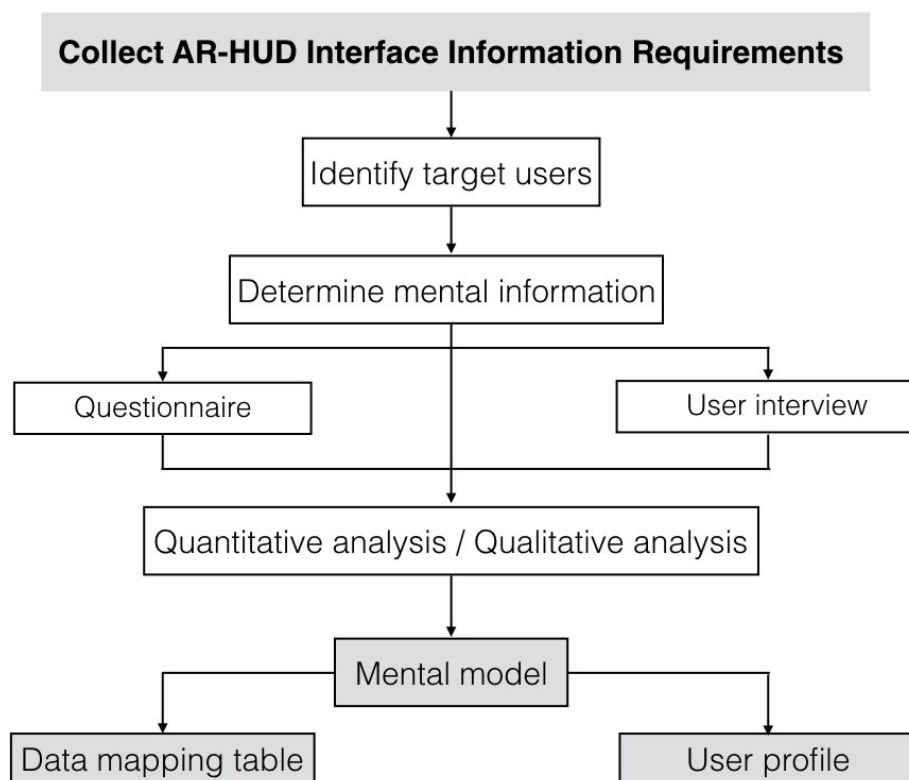 Collect AR-HUD Interface Information Requirements
Identify target users
Determine mental information
Questionnaire
User interview
Quantitative analysis / Qualitative analysis
Mental model
Data mapping table
User profile